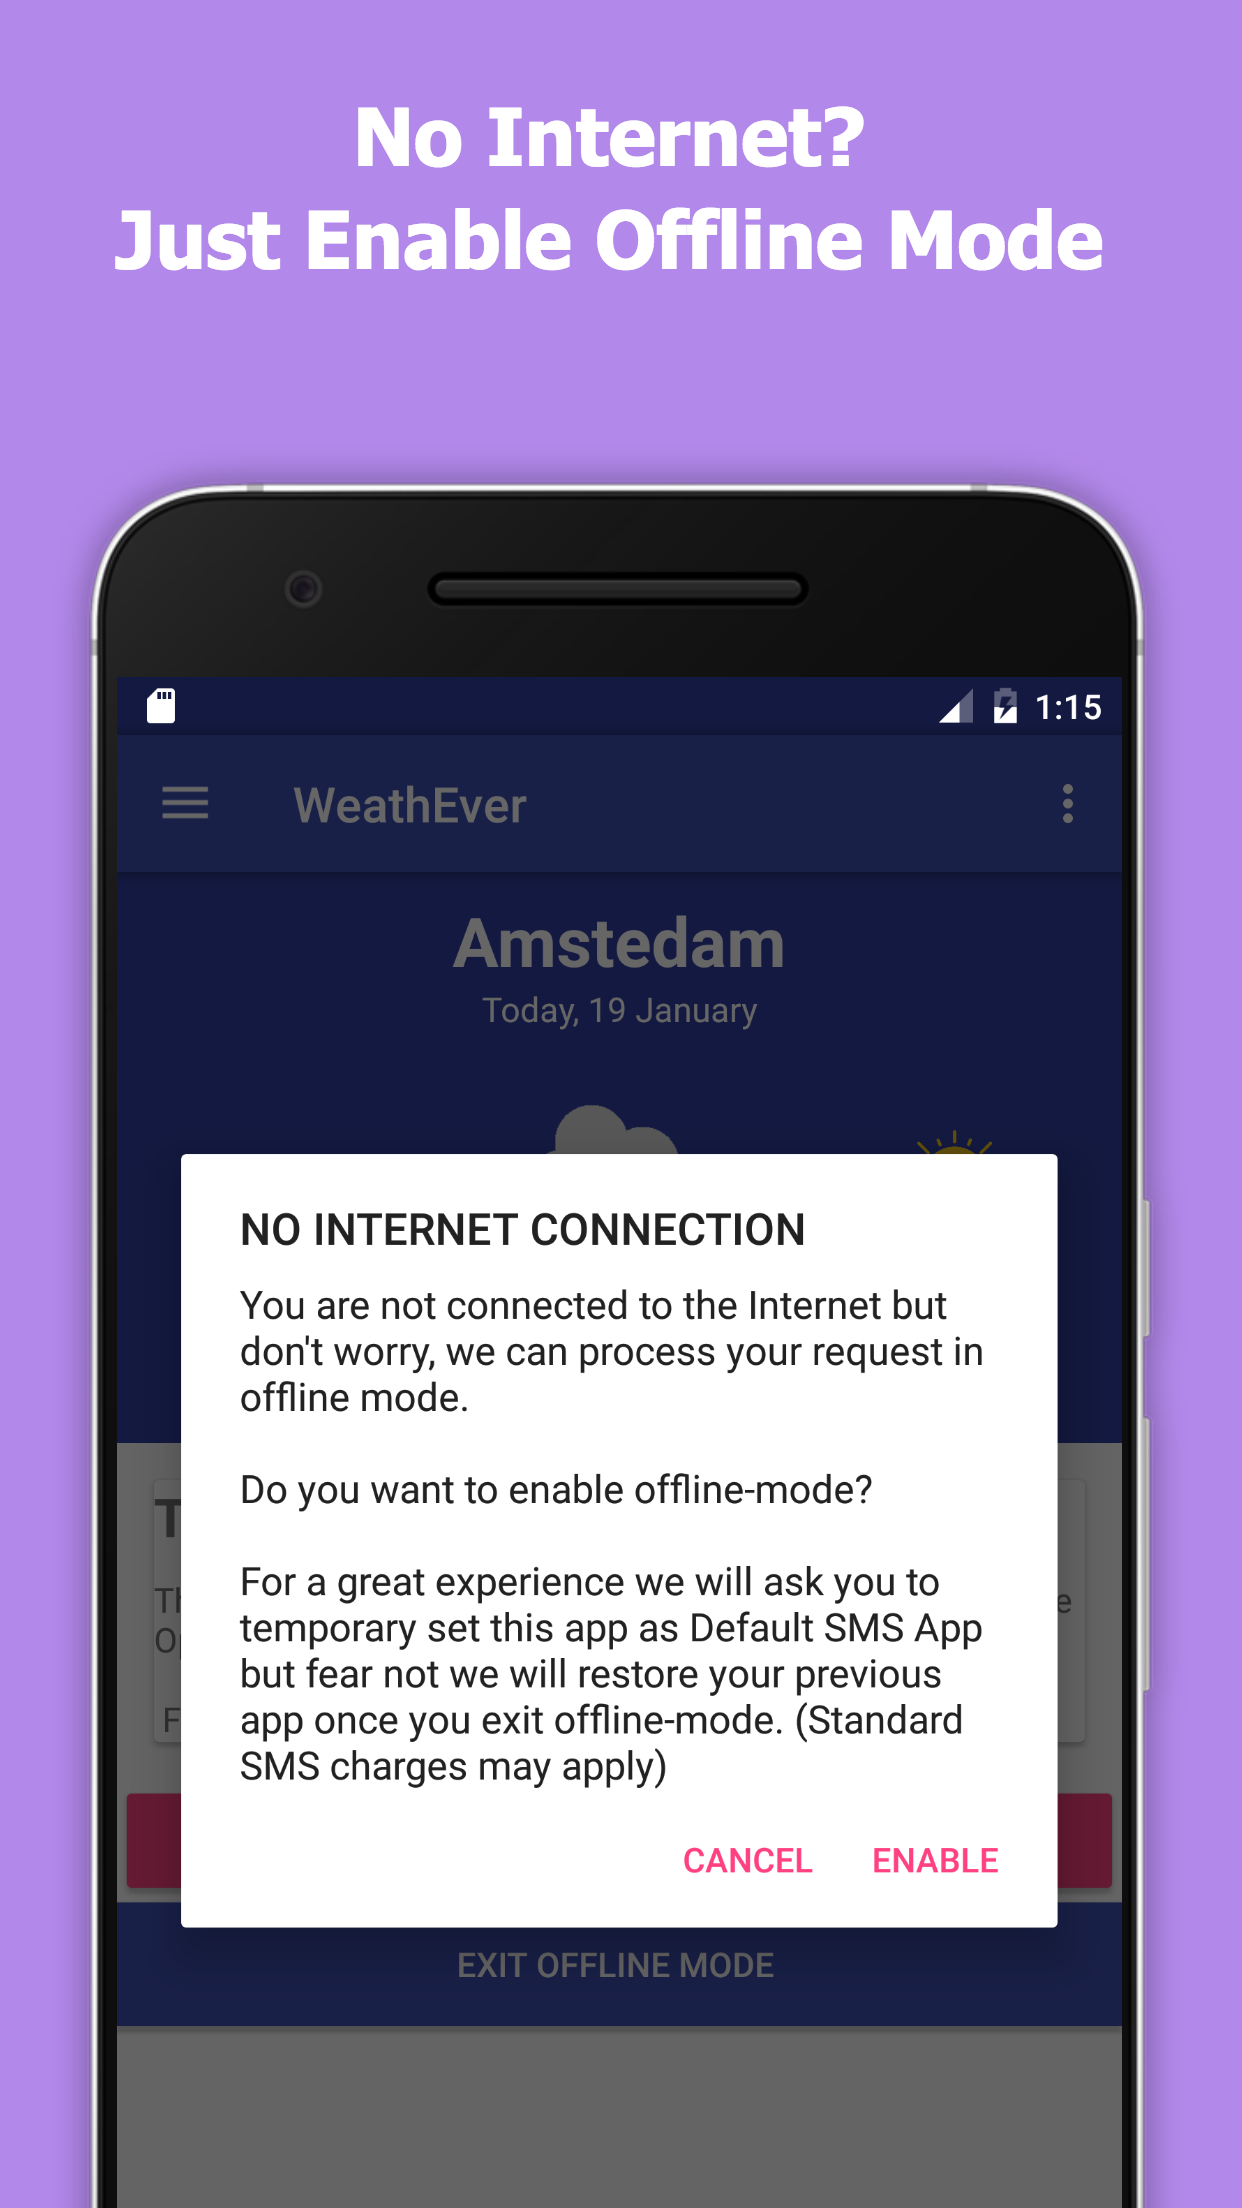 No Internet?
Just Enable Offline Mode
1:15
WeathEver
Amstedam
Today, 19 January
NO INTERNET CONNECTION
You are not connected to the Internet but
don't worry, we can process your request in
offline mode.
Do you want to enable offline-mode?
For a great experience we will ask you to
temporary set this app as Default SMS App
but fear not we will restore your previous
app once you exit offline-mode. (Standard
SMS charges may apply)
CANCEL ENABLE
EXIT OFFLINE MODE